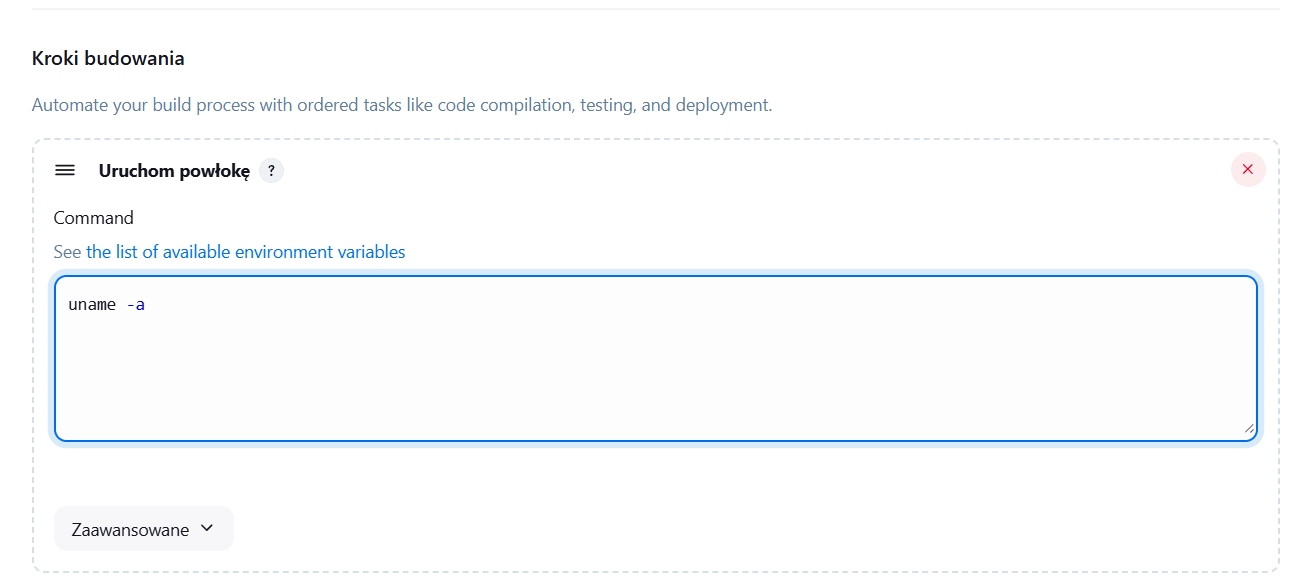 Kroki budowania
Automate your build process with ordered tasks like code compilation, testing, and deployment.
Uruchom powłokę ?
Command
See the list of available environment variables
uname -a
Zaawansowane